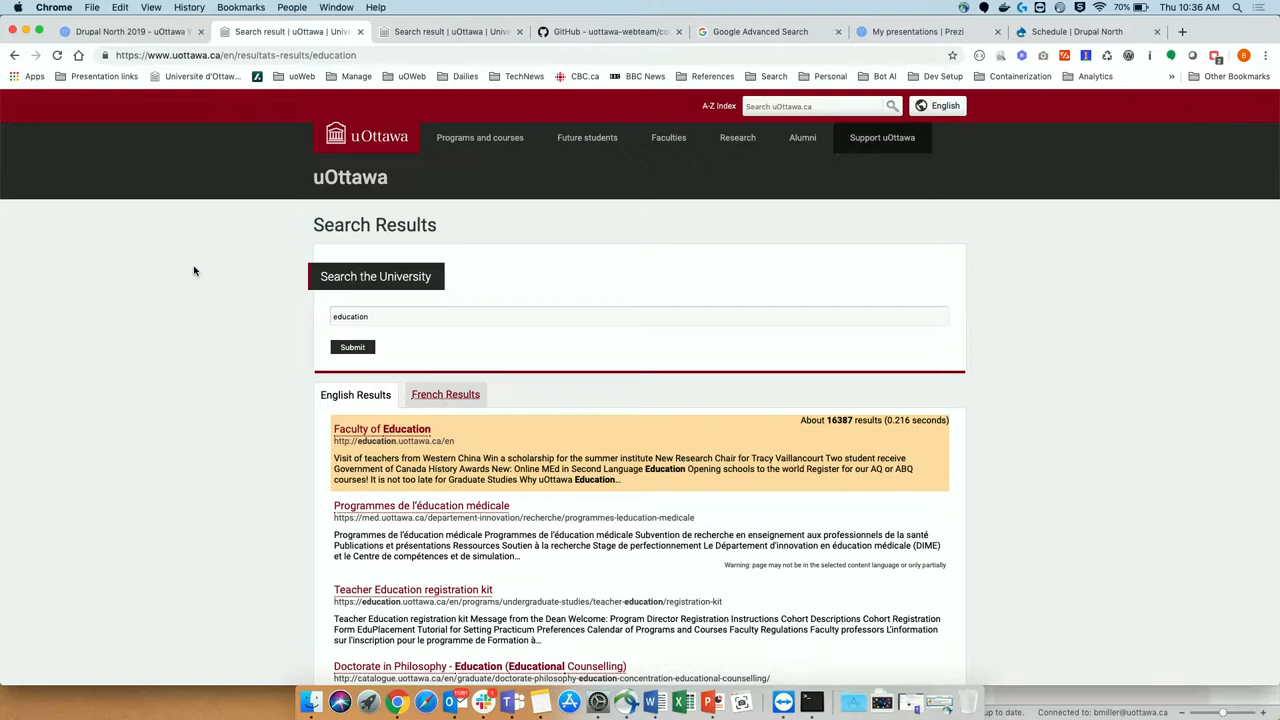 Chrome File Edit View History Bookmarks People Window Help
70% Thu 10:36 AM
Drupal North 2019 - uOttawa W
Search result | uOttawa | Unive
Search result | uOttawa | Univ
GitHub - uottawa-webteam/co
Google Advanced Search
My presentations | Prezi
Schedule | Drupal North
https://www.uottawa.ca/en/resultats-results/education
B
Apps Presentation links Université d'Ottaw... uoWeb Manage uOWeb Dailies TechNews CBC.ca BBC BBC News References Search Personal Bot AI Dev Setup Containerization Analytics » Other Bookmarks
A-Z Index Search uOttawa.ca English
uOttawa Programs and courses Future students Faculties Research Alumni Support uOttawa
uOttawa
Search Results
Search the University
education
Submit
English Results French Results
About 16387 results (0.216 seconds)
Faculty of Education
http://education.uottawa.ca/en
Visit of teachers from Western China Win a scholarship for the summer institute New Research Chair for Tracy Vaillancourt Two student receive
Government of Canada History Awards New: Online MEd in Second Language Education Opening schools to the world Register for our AQ or ABQ
courses! It is not too late for Graduate Studies Why uOttawa Education...
Programmes de l'éducation médicale
https://med.uottawa.ca/departement-innovation/recherche/programmes-leducation-medicale
Programmes de l'éducation médicale Programmes de l'éducation médicale Subvention de recherche en enseignement aux professionnels de la santé
Publications et présentations Ressources Soutien à la recherche Stage de perfectionnement Le Département d'innovation en éducation médicale (DIME)
et le Centre de compétences et de simulation...
Warning: page may not be in the selected content language or only partially
Teacher Education registration kit
https://education.uottawa.ca/en/programs/undergraduate-studies/teacher-education/registration-kit
Teacher Education registration kit Message from the Dean Welcome: Program Director Registration Instructions Cohort Descriptions Cohort Registration
Form EduPlacement Tutorial for Setting Practicum Preferences Calendar of Programs and Courses Faculty Regulations Faculty professors L'information
sur l'inscription pour le programme de Formation à...
Doctorate in Philosophy - Education (Educational Counselling)
http://catalogue.uottawa.ca/en/graduate/doctorate-philosophy-education-concentration-educational-counselling/
up to date. Connected to: bmiller@uottawa.ca